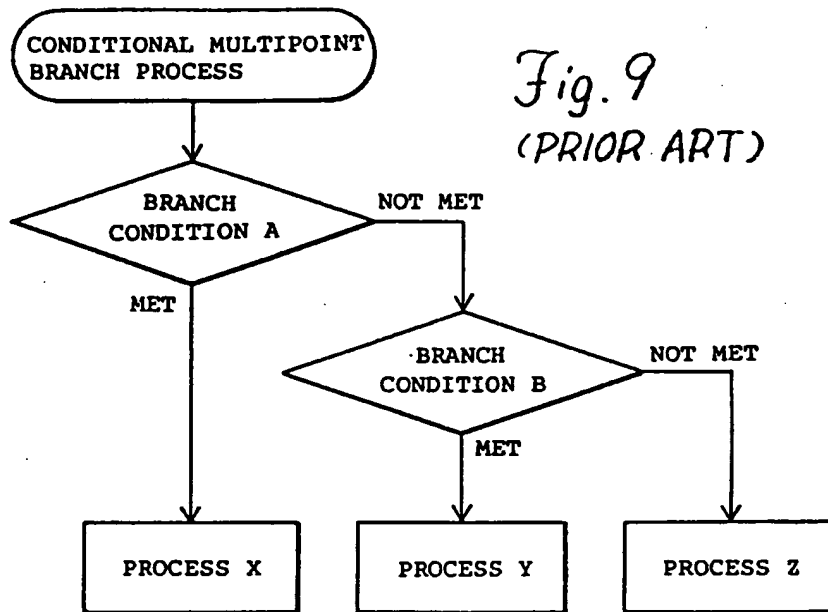 CONDITIONAL MULTIPOINT
BRANCH PROCESS
Fig. 9
(PRIOR ART)
BRANCH
CONDITION A
NOT MET
MET
BRANCH
CONDITION B
NOT MET
MET
PROCESS X
PROCESS Y
PROCESS Z